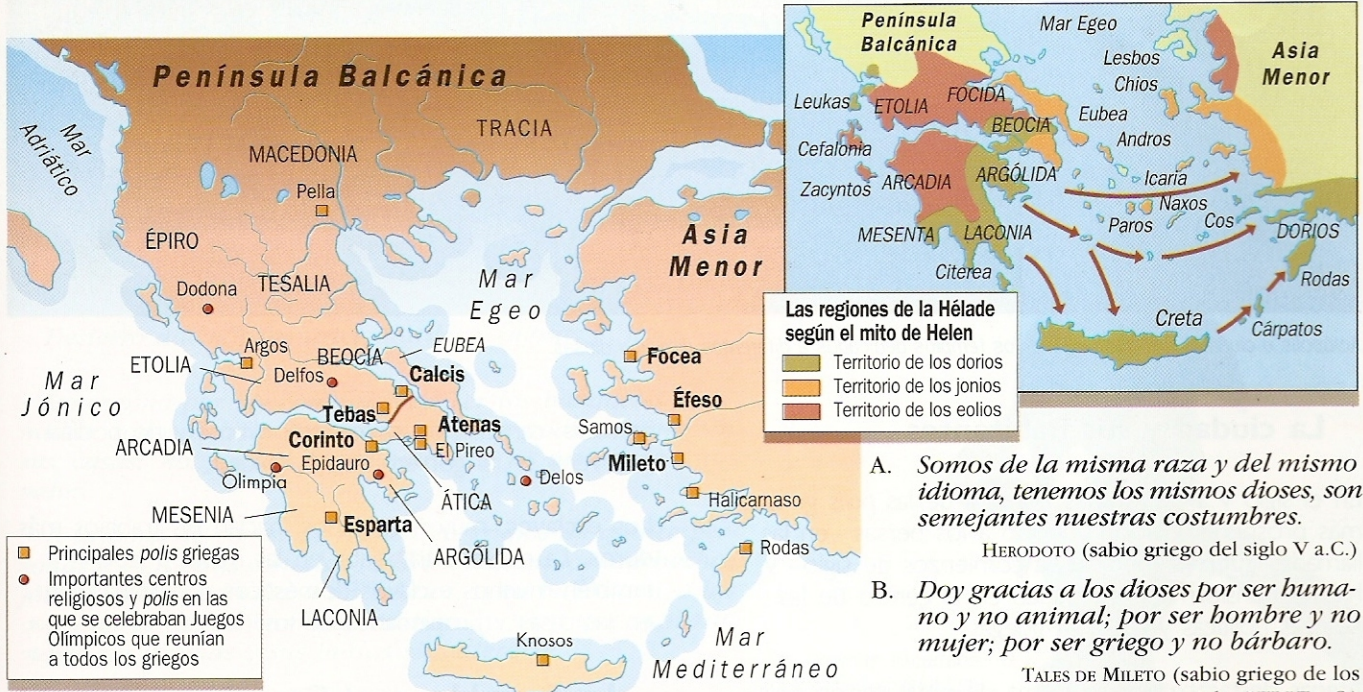 Península Balcánica
Mar
Adriático
TRACIA
MACEDONIA
Pella
ÉPIRO
TESALIA
Dodona
Asia
Menor
Mar
Egeo
Argos
ETOLIA
BEOCIA
EUBEA
Delfos
Calcis
Focea
Mar
Jónico
Tebas
Atenas
Éfeso
Corinto
El Pireo
Samos
ARCADIA
Epidauro
Mileto
Olimpia
Delos
ÁTICA
Halicarnaso
MESENIA
Esparta
ARGÓLIDA
Rodas
LACONIA
Knosos
Mar
Mediterráneo
Principales polis griegas
Importantes centros
religiosos y polis en las
que se celebraban Juegos
Olímpicos que reunían
a todos los griegos
Península
Balcánica
Mar Egeo
Lesbos
Asia
Menor
Chios
Leukas
ETOLIA
FOCIDA
BEOCIA
Eubea
Andros
Cefalonia
Zacyntos
ARCADIA
ARGÓLIDA
Icaria
Naxos
Paros
Cos
MESENTA
LACONIA
DORIOS
Citerea
Rodas
Creta
Cárpatos
Las regiones de la Hélade
según el mito de Helen
Territorio de los dorios
Territorio de los jonios
Territorio de los eolios
A. Somos de la misma raza y del mismo
idioma, tenemos los mismos dioses, son
semejantes nuestras costumbres.
HERODOTO (sabio griego del siglo V a.C.)
B. Doy gracias a los dioses por ser huma-
no y no animal; por ser hombre y no
mujer; por ser griego y no bárbaro.
TALES DE MILETO (sabio griego de los